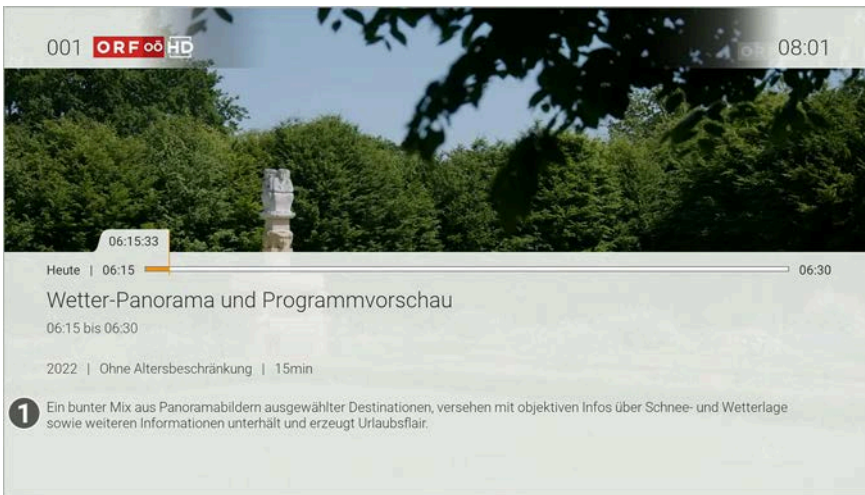 001 ORF oö HD 08:01
06:15:33
Heute | 06:15 06:30
Wetter-Panorama und Programmvorschau
06:15 bis 06:30
2022 | Ohne Altersbeschränkung | 15min
1 Ein bunter Mix aus Panoramabildern ausgewählter Destinationen, versehen mit objektiven Infos über Schnee- und Wetterlage
sowie weiteren Informationen unterhält und erzeugt Urlaubsflair.